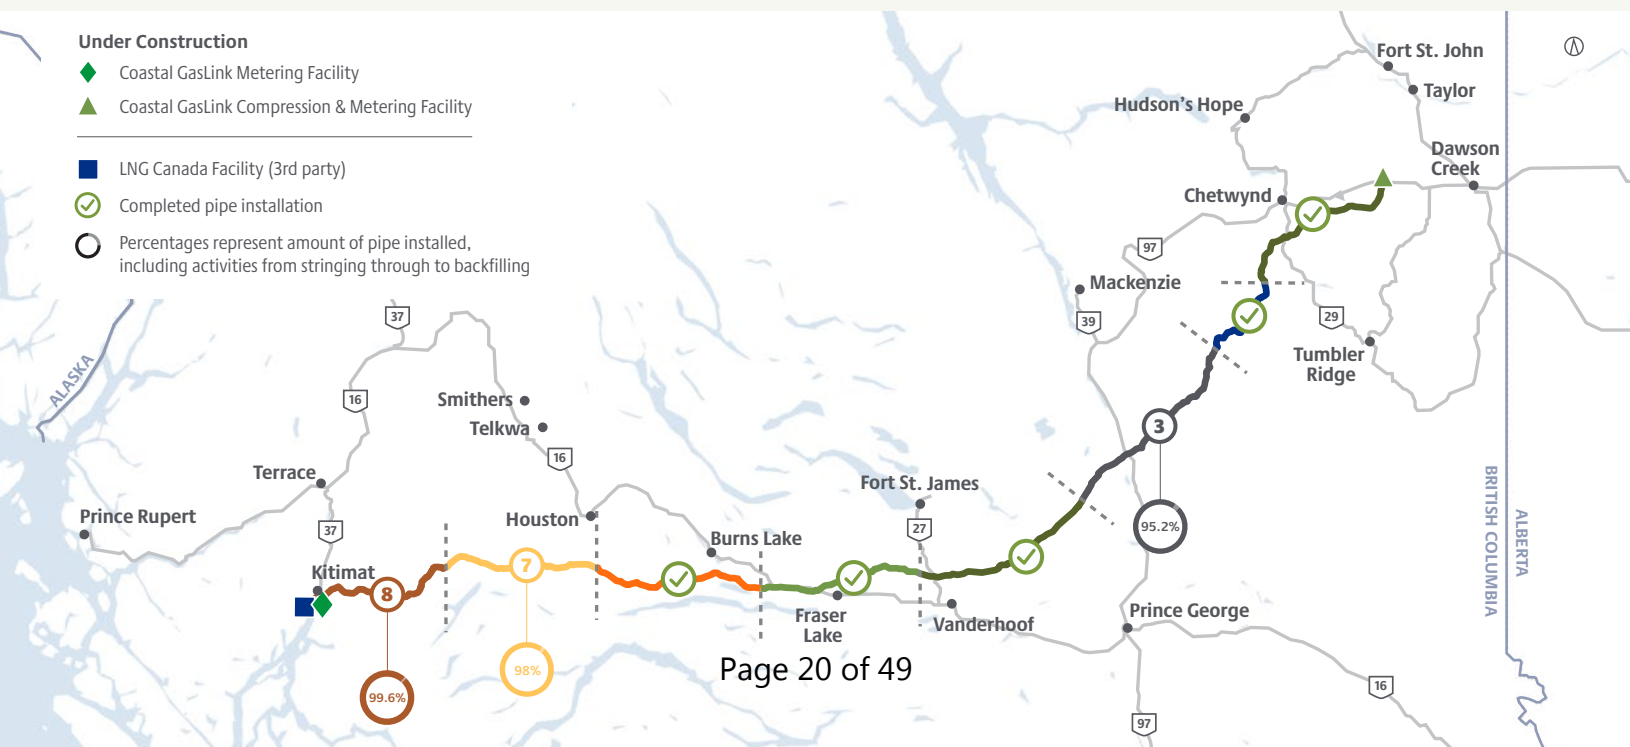 Under Construction
Coastal GasLink Metering Facility
Coastal GasLink Compression & Metering Facility
LNG Canada Facility (3rd party)
Completed pipe installation
Percentages represent amount of pipe installed,
including activities from stringing through to backfilling
Fort St. John
Taylor
Hudson's Hope
Dawson
Creek
Chetwynd
97
Mackenzie
39
29
Tumbler
Ridge
37
ALASKA
16
Smithers
Telkwa
16
3
Terrace
Fort St. James
Prince Rupert
37
Houston
27
95.2%
BRITISH COLUMBIA
ALBERTA
Burns Lake
Kitimat
8
7
Fraser
Lake
Vanderhoof
Prince George
Page 20 of 49
98%
99.6%
16
97